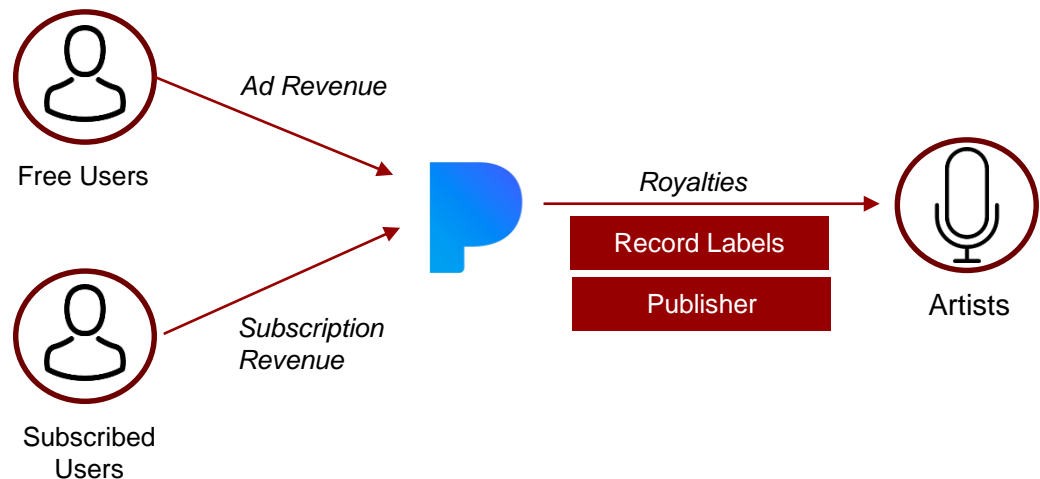 Ad Revenue
Free Users
Royalties
Record Labels
Publisher
Artists
Subscription
Revenue
Subscribed
Users